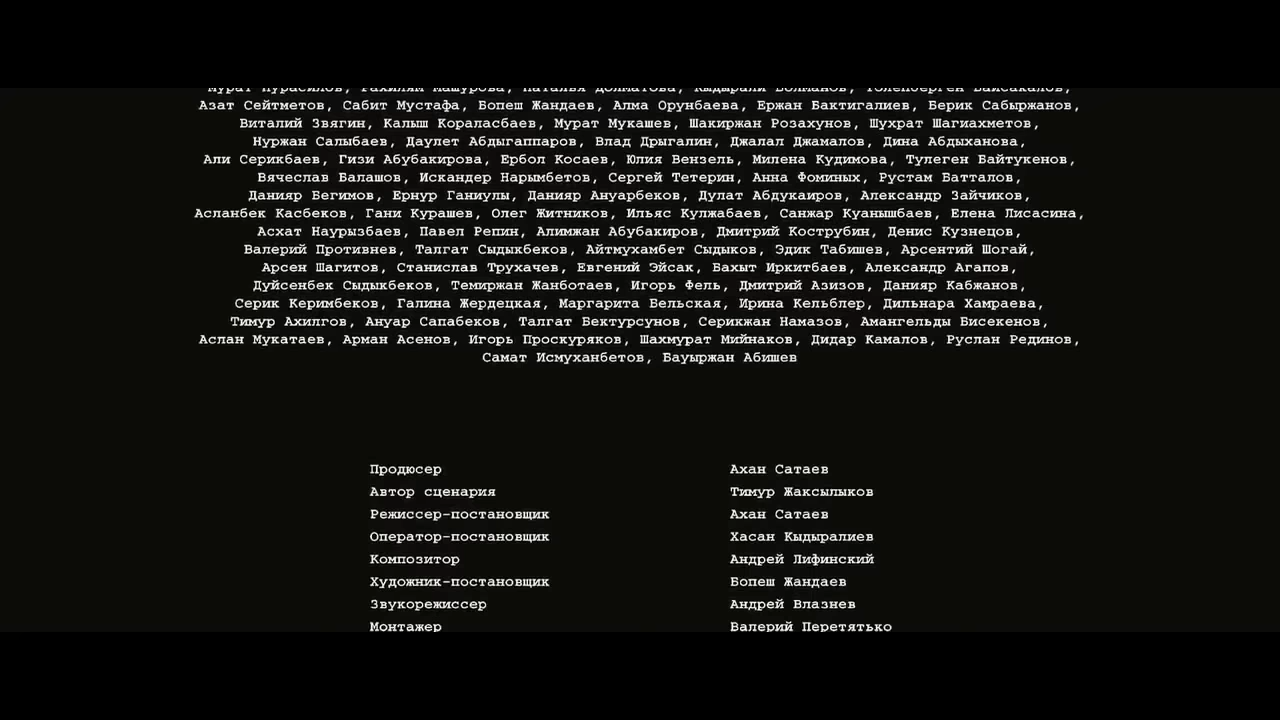 Азат Сейтметов, Сабит Мустафа, Бопеш Жандаев, Алма Орунбаева, Ержан Бактигалиев, Берик Сабыржанов,
Виталий Звягин, Калыш Кораласбаев, Мурат Мукашев, Шакиржан Розахунов, Шухрат Шагиахметов,
Нуржан Салыбаев, Даулет Абдыгаппаров, Влад Дрыгалин, Джалал Джамалов, Дина Абдыханова,
Али Серикбаев, Гизи Абубакирова, Ербол Косаев, Юлия Вензель, Милена Кудимова, Тулеген Байтукенов,
Вячеслав Балашов, Искандер Нарымбетов, Сергей Тетерин, Анна Фоминых, Рустам Батталов,
Данияр Бегимов, Ернур Ганиулы, Данияр Ануарбеков, Дулат Абдукаиров, Александр Зайчиков,
Асланбек Касбеков, Гани Курашев, Олег Житников, Ильяс Кулжабаев, Санжар Куанышбаев, Елена Лисасина,
Асхат Наурызбаев, Павел Репин, Алимжан Абубакиров, Дмитрий Кострубин, Денис Кузнецов,
Валерий Противнев, Талгат Сыдыкбеков, Айтмухамбет Сыдыков, Эдик Табишев, Арсентий Шогай,
Арсен Шагитов, Станислав Трухачев, Евгений Эйсак, Бахыт Иркитбаев, Александр Агапов,
Дуйсенбек Сыдыкбеков, Темиржан Жанботаев, Игорь Фель, Дмитрий Азизов, Данияр Кабжанов,
Серик Керимбеков, Галина Жердецкая, Маргарита Вельская, Ирина Кельблер, Дильнара Хамраева,
Тимур Ахилгов, Ануар Сапабеков, Талгат Бектурсунов, Серикжан Намазов, Амангельды Бисекенов,
Аслан Мукатаев, Арман Асенов, Игорь Проскуряков, Шахмурат Мийнаков, Дидар Камалов, Руслан Рединов,
Самат Исмуханбетов, Бауыржан Абишев
Продюсер Ахан Сатаев
Автор сценария Тимур Жаксылыков
Режиссер-постановщик Ахан Сатаев
Оператор-постановщик Хасан Кыдыралиев
Композитор Андрей Лифинский
Художник-постановщик Бопеш Жандаев
Звукорежиссер Андрей Влазнев
Монтажер Валерий Перетятько